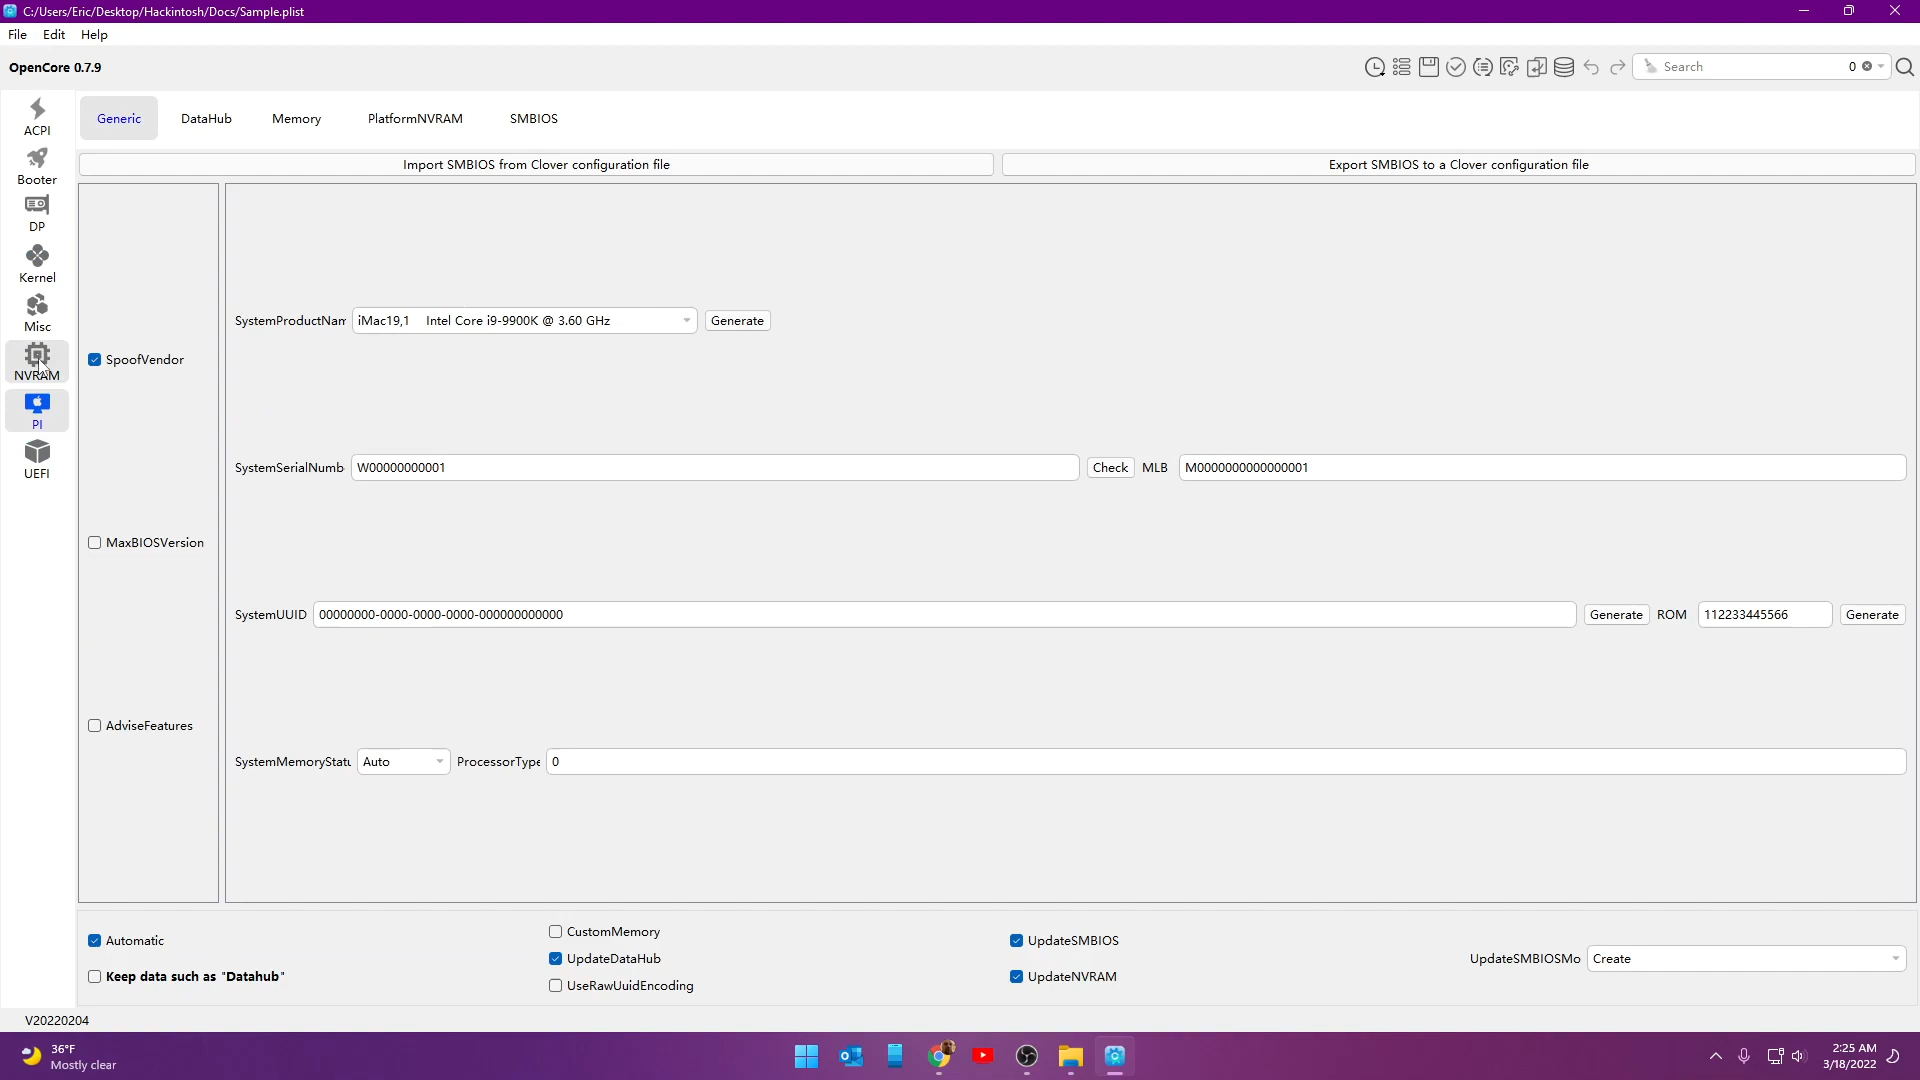 C:/Users/Eric/Desktop/Hackintosh/Docs/Sample.plist
File Edit Help
OpenCore 0.7.9
Search 0
ACPI
Booter
DP
Kernel
Misc
NVRAM
PI
UEFI
Generic DataHub Memory PlatformNVRAM SMBIOS
Import SMBIOS from Clover configuration file Export SMBIOS to a Clover configuration file
SpoofVendor
MaxBIOSVersion
AdviseFeatures
SystemProductNam iMac19,1 Intel Core i9-9900K @ 3.60 GHz Generate
SystemSerialNumb W00000000001 Check MLB M0000000000000001
SystemUUID 00000000-0000-0000-0000-000000000000 Generate ROM 112233445566 Generate
SystemMemoryStatu Auto ProcessorType 0
Automatic
Keep data such as "Datahub"
CustomMemory
UpdateDataHub
UseRawUuidEncoding
UpdateSMBIOS
UpdateNVRAM
UpdateSMBIOSMo Create
V20220204
36°F
Mostly clear
2:25 AM
3/18/2022